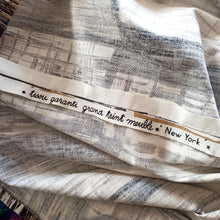 * tissu garanti grand teint meuble * New York *